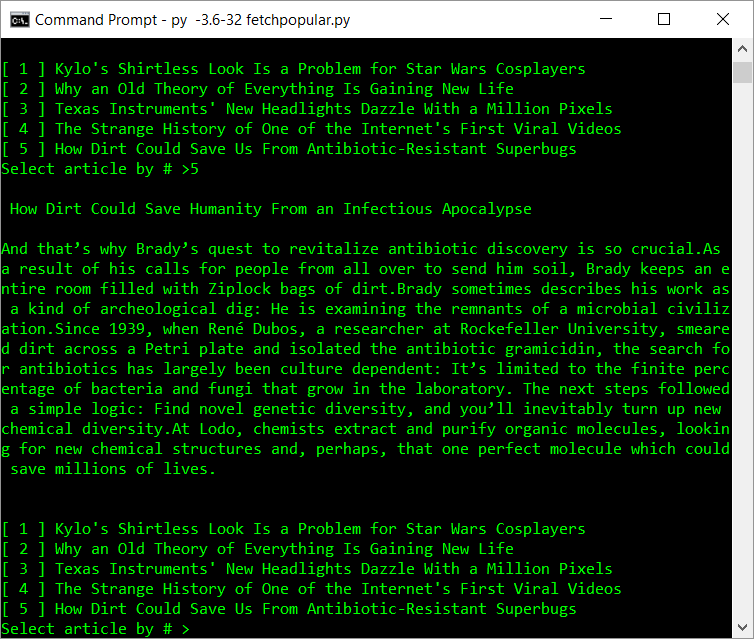 Command Prompt - py  -3.6-32 fetchpopular.py
[ 1 ] Kylo's Shirtless Look Is a Problem for Star Wars Cosplayers
[ 2 ] Why an Old Theory of Everything Is Gaining New Life
[ 3 ] Texas Instruments' New Headlights Dazzle With a Million Pixels
[ 4 ] The Strange History of One of the Internet's First Viral Videos
[ 5 ] How Dirt Could Save Us From Antibiotic-Resistant Superbugs
Select article by # >5
How Dirt Could Save Humanity From an Infectious Apocalypse
And that’s why Brady’s quest to revitalize antibiotic discovery is so crucial.As
a result of his calls for people from all over to send him soil, Brady keeps an e
ntire room filled with Ziplock bags of dirt.Brady sometimes describes his work as
a kind of archeological dig: He is examining the remnants of a microbial civiliz
ation.Since 1939, when René Dubos, a researcher at Rockefeller University, smeare
d dirt across a Petri plate and isolated the antibiotic gramicidin, the search fo
r antibiotics has largely been culture dependent: It’s limited to the finite perc
entage of bacteria and fungi that grow in the laboratory. The next steps followed
a simple logic: Find novel genetic diversity, and you’ll inevitably turn up new
chemical diversity.At Lodo, chemists extract and purify organic molecules, lookin
g for new chemical structures and, perhaps, that one perfect molecule which could
save millions of lives.
[ 1 ] Kylo's Shirtless Look Is a Problem for Star Wars Cosplayers
[ 2 ] Why an Old Theory of Everything Is Gaining New Life
[ 3 ] Texas Instruments' New Headlights Dazzle With a Million Pixels
[ 4 ] The Strange History of One of the Internet's First Viral Videos
[ 5 ] How Dirt Could Save Us From Antibiotic-Resistant Superbugs
Select article by # >